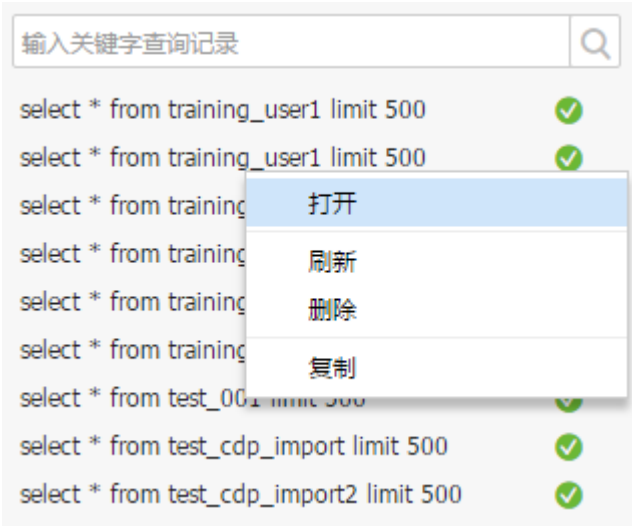 输入关键字查询记录
select * from training_user1 limit 500
select * from training_user1 limit 500
select * from training
打开
select * from training
刷新
select * from training
删除
select * from training
复制
select * from test_001 limit 500
select * from test_cdp_import limit 500
select * from test_cdp_import2 limit 500